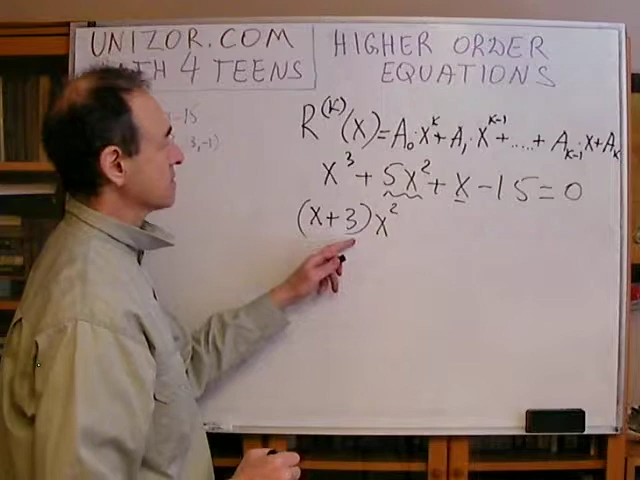 UNIZOR.COM
MATH 4 TEENS
HIGHER ORDER
EQUATIONS
R^(K)(X)=A₀·X^K+A₁·X^(K-1)+.....+A_(K-1)·X+A_K
X³+5X²+X-15=0
(X+3)X²